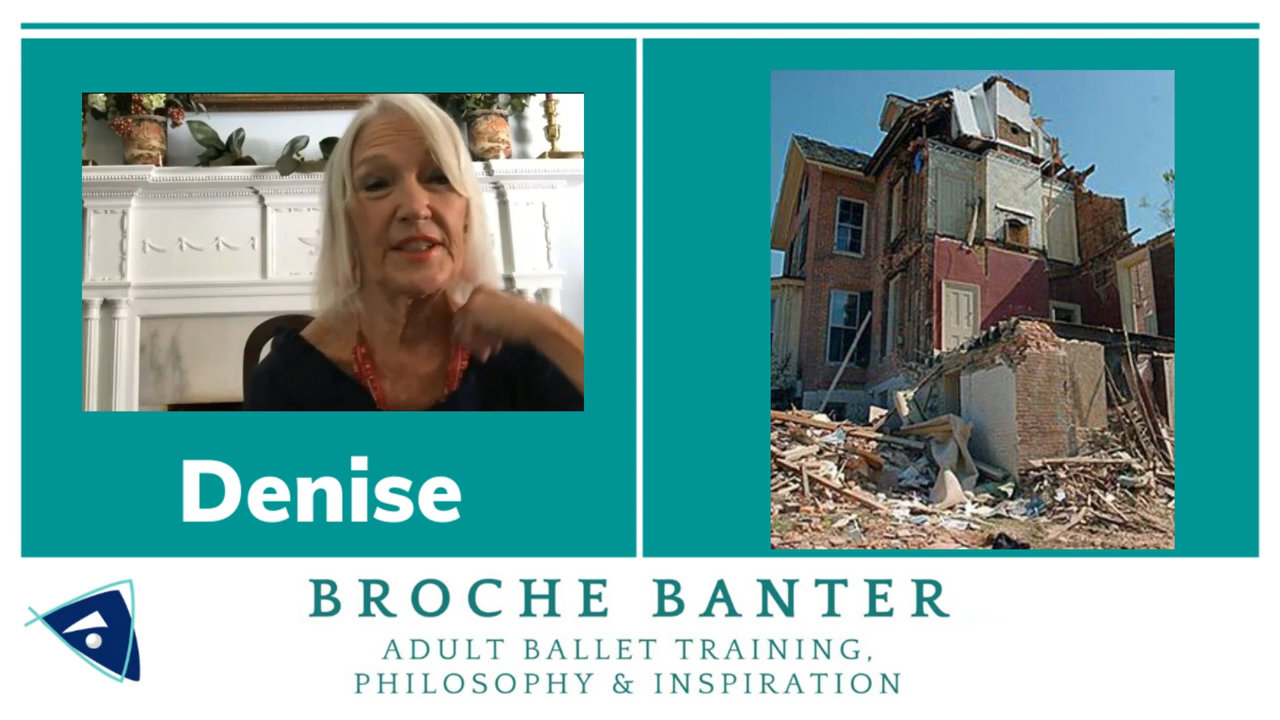 Denise
BROCHE BANTER
ADULT BALLET TRAINING,
PHILOSOPHY & INSPIRATION